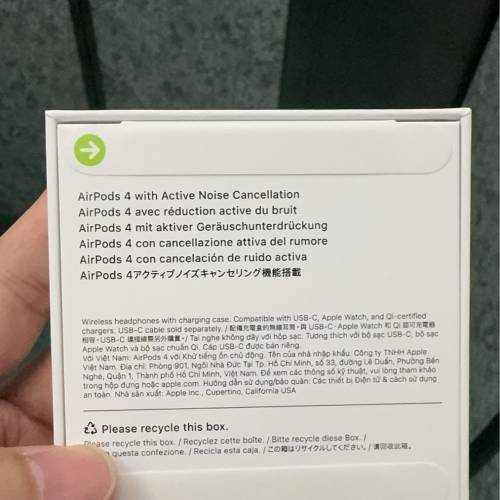 AirPods 4 with Active Noise Cancellation
AirPods 4 avec réduction active du bruit
AirPods 4 mit aktiver Geräuschunterdrückung
AirPods 4 con cancellazione attiva del rumore
AirPods 4 con cancelación de ruido activa
AirPods 4アクティブノイズキャンセリング機能搭載
Wireless headphones with charging case. Compatible with USB-C, Apple Watch, and Qi-certified
chargers. USB-C cable sold separately. / 配備充電盒的無線耳筒，與 USB-C、Apple Watch 和 Qi 認可充電器
相容。USB-C 連接線需另外購買。/ Tai nghe không dây với hộp sạc. Tương thích với bộ sạc USB-C, bộ sạc
Apple Watch và bộ sạc chuẩn Qi. Cáp USB-C được bán riêng.
Với Việt Nam: AirPods 4 với Khử tiếng ồn chủ động. Tên của nhà nhập khẩu: Công ty TNHH Apple
Việt Nam. Địa chỉ: Phòng 901, Ngôi Nhà Đức Tại Tp. Hồ Chí Minh, số 33, đường Lê Duẩn, Phường Bến
Nghé, Quận 1, Thành phố Hồ Chí Minh, Việt Nam. Để xem các thông số kỹ thuật, vui lòng tham khảo
trong hộp đựng hoặc apple.com. Hướng dẫn sử dụng/bảo quản: Các thiết bị Điện tử & cách sử dụng
an toàn. Nhà sản xuất: Apple Inc., Cupertino, California USA
Please recycle this box.
Please recycle this box. / Recyclez cette boîte. / Bitte recycle diese Box. /
questa confezione. / Recicla esta caja. / この箱はリサイクルしてください。/ 請回收此箱。